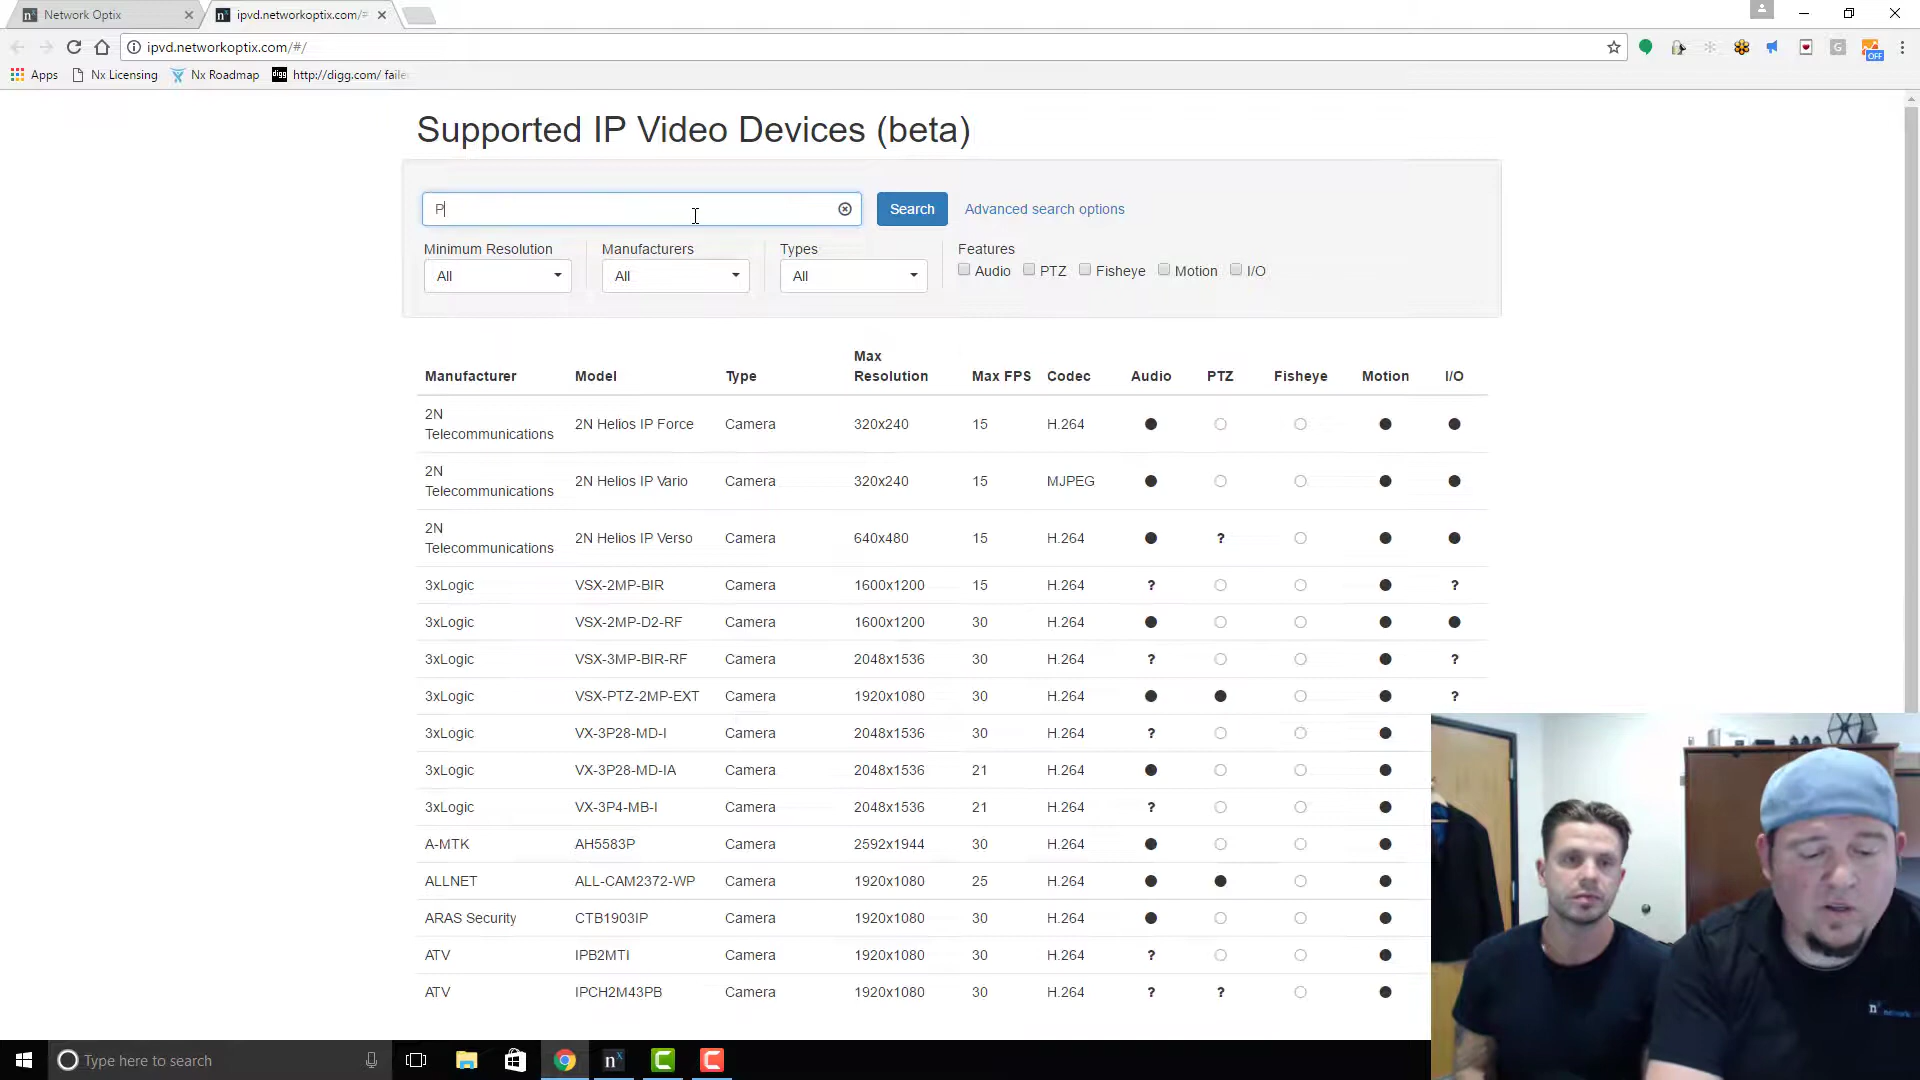 Network Optix
ipvd.networkoptix.com/#
ipvd.networkoptix.com/#/
Apps Nx Licensing Nx Roadmap digg http://digg.com/ faile
OFF
Supported IP Video Devices (beta)
P Search Advanced search options
Minimum Resolution Manufacturers Types Features
All All All Audio PTZ Fisheye Motion I/O
Manufacturer Model Type Max Resolution Max FPS Codec Audio PTZ Fisheye Motion I/O
2N Telecommunications 2N Helios IP Force Camera 320x240 15 H.264
2N Telecommunications 2N Helios IP Vario Camera 320x240 15 MJPEG
2N Telecommunications 2N Helios IP Verso Camera 640x480 15 H.264 ?
3xLogic VSX-2MP-BIR Camera 1600x1200 15 H.264 ? ?
3xLogic VSX-2MP-D2-RF Camera 1600x1200 30 H.264
3xLogic VSX-3MP-BIR-RF Camera 2048x1536 30 H.264 ? ?
3xLogic VSX-PTZ-2MP-EXT Camera 1920x1080 30 H.264 ?
3xLogic VX-3P28-MD-I Camera 2048x1536 30 H.264 ?
3xLogic VX-3P28-MD-IA Camera 2048x1536 21 H.264
3xLogic VX-3P4-MB-I Camera 2048x1536 21 H.264 ?
A-MTK AH5583P Camera 2592x1944 30 H.264
ALLNET ALL-CAM2372-WP Camera 1920x1080 25 H.264
ARAS Security CTB1903IP Camera 1920x1080 30 H.264
ATV IPB2MTI Camera 1920x1080 30 H.264 ?
ATV IPCH2M43PB Camera 1920x1080 30 H.264 ? ?
Type here to search